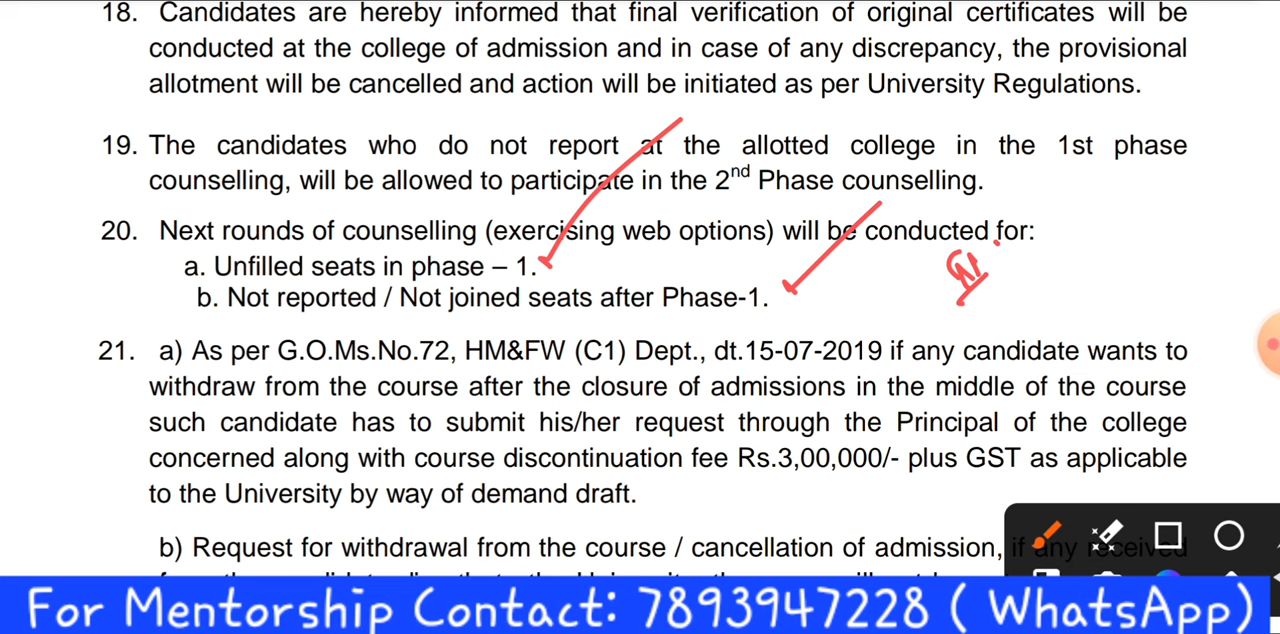 18. Candidates are hereby informed that final verification of original certificates will be
conducted at the college of admission and in case of any discrepancy, the provisional
allotment will be cancelled and action will be initiated as per University Regulations.
19. The candidates who do not report at the allotted college in the 1st phase
counselling, will be allowed to participate in the 2nd Phase counselling.
20. Next rounds of counselling (exercising web options) will be conducted for:
a. Unfilled seats in phase – 1.
b. Not reported / Not joined seats after Phase-1.
21. a) As per G.O.Ms.No.72, HM&FW (C1) Dept., dt.15-07-2019 if any candidate wants to
withdraw from the course after the closure of admissions in the middle of the course
such candidate has to submit his/her request through the Principal of the college
concerned along with course discontinuation fee Rs.3,00,000/- plus GST as applicable
to the University by way of demand draft.
b) Request for withdrawal from the course / cancellation of admission, if any received
For Mentorship Contact: 7893947228 ( WhatsApp)